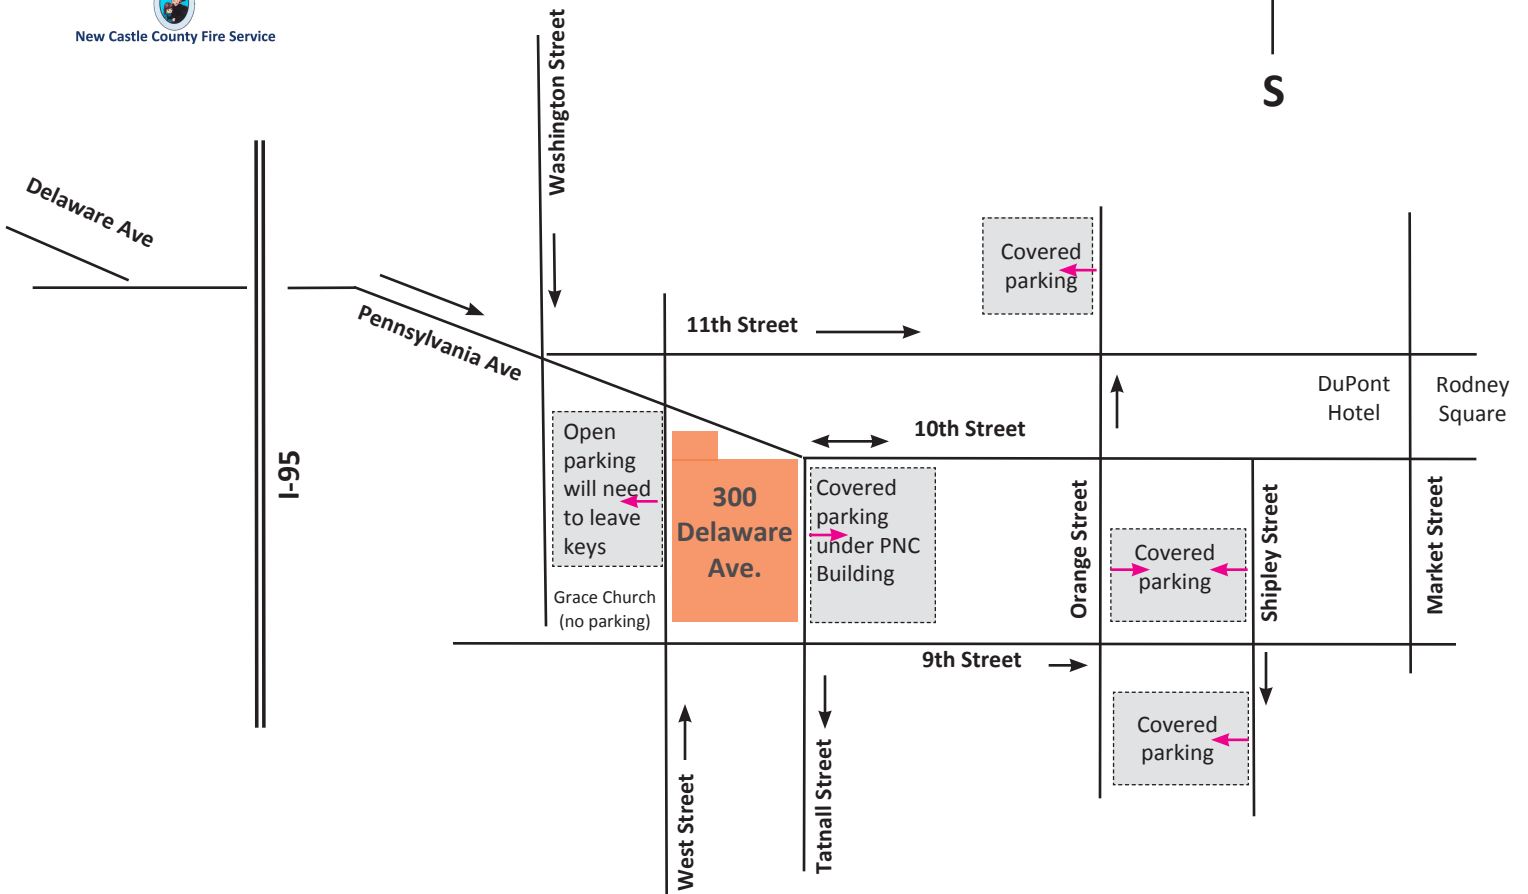 New Castle County Fire Service
S
Washington Street
Delaware Ave
Pennsylvania Ave
I-95
11th Street
Covered
parking
DuPont
Hotel
Rodney
Square
10th Street
Open
parking
will need
to leave
keys
300
Delaware
Ave.
Covered
parking
under PNC
Building
Orange Street
Covered
parking
Shipley Street
Market Street
Grace Church
(no parking)
9th Street
West Street
Tatnall Street
Covered
parking